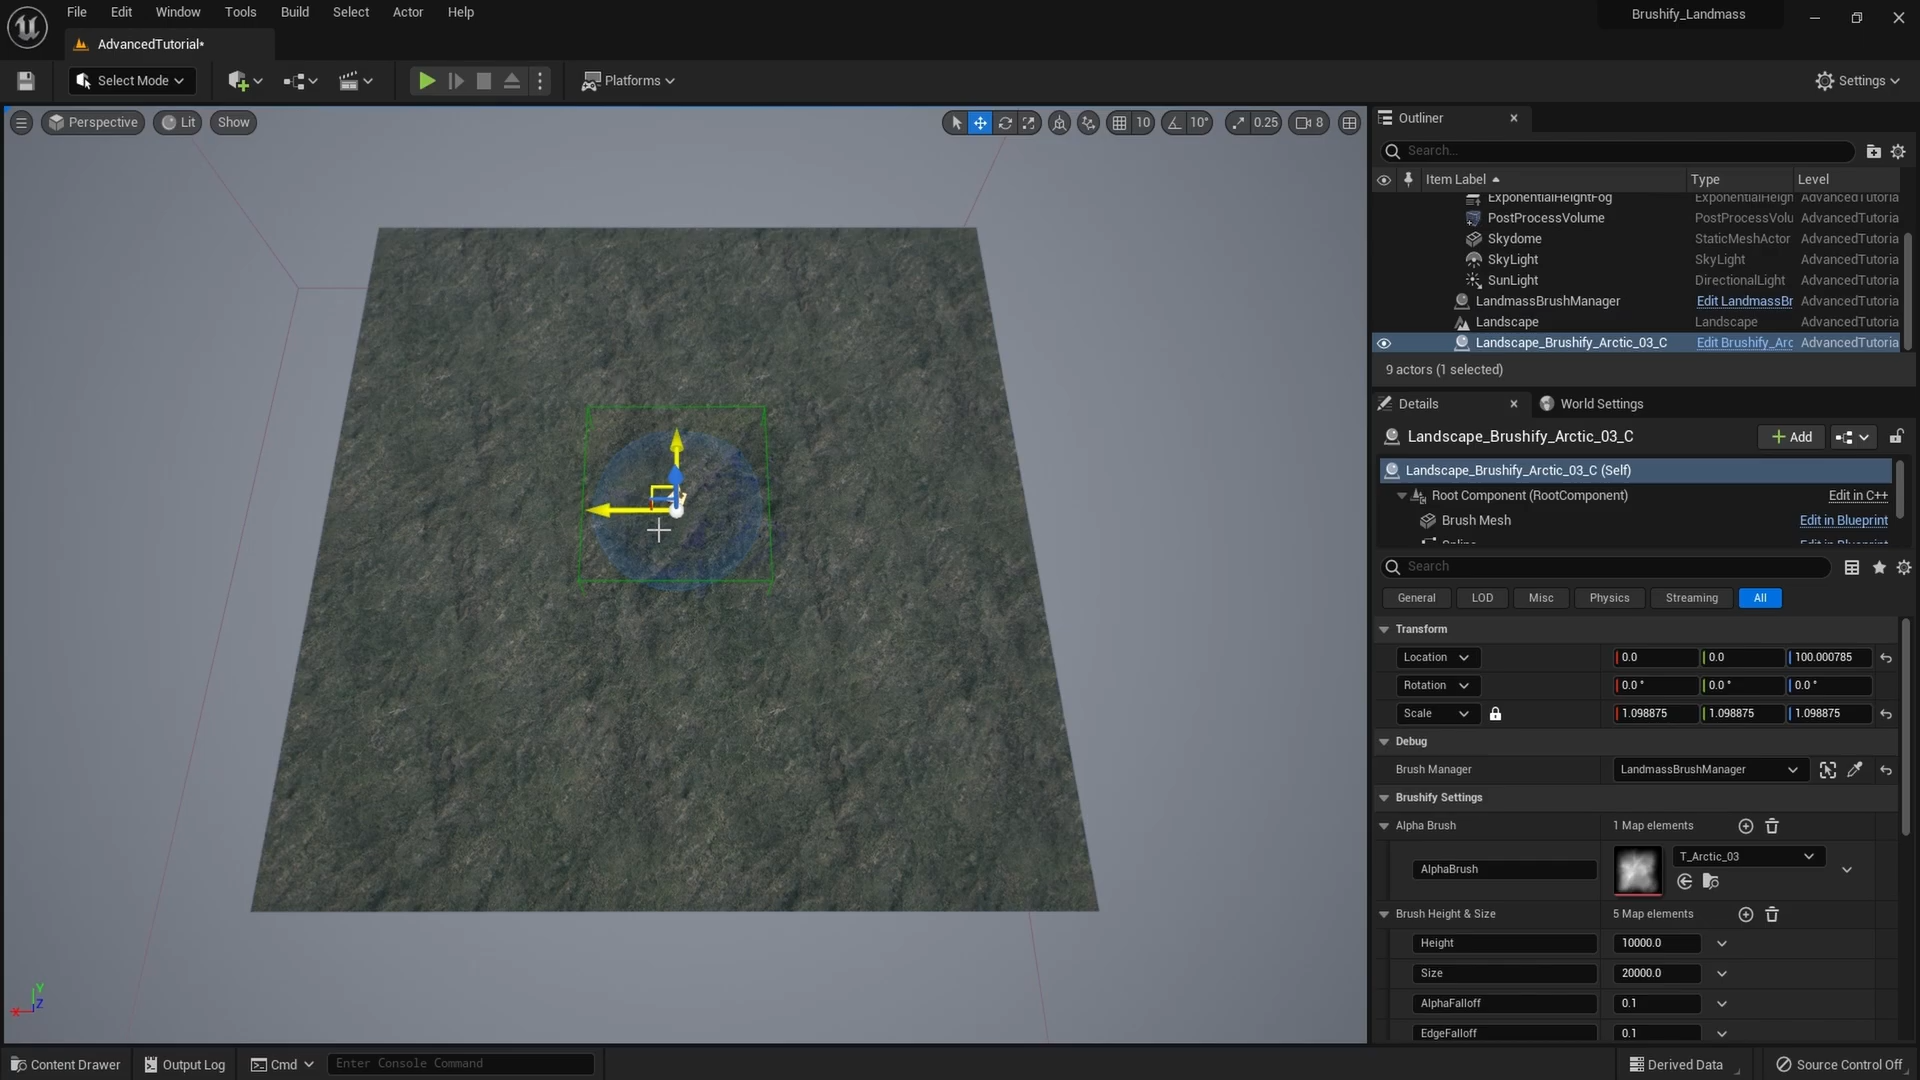 File Edit Window Tools Build Select Actor Help
Brushify_Landmass
AdvancedTutorial•
Select Mode
Platforms
Settings
Perspective Lit Show
10 10° 0.25 8
Outliner
Search...
Item Label Type Level
ExponentialHeightFog ExponentialHeigh AdvancedTutoria
PostProcessVolume PostProcessVolu AdvancedTutoria
Skydome StaticMeshActor AdvancedTutoria
SkyLight SkyLight AdvancedTutoria
SunLight DirectionalLight AdvancedTutoria
LandmassBrushManager Edit LandmassBr AdvancedTutoria
Landscape Landscape AdvancedTutoria
Landscape_Brushify_Arctic_03_C Edit Brushify_Arc AdvancedTutoria
9 actors (1 selected)
Details World Settings
Landscape_Brushify_Arctic_03_C
Add
Landscape_Brushify_Arctic_03_C (Self)
Root Component (RootComponent) Edit in C++
Brush Mesh Edit in Blueprint
Spline Edit in Blueprint
Search
General LOD Misc Physics Streaming All
Transform
Location 0.0 0.0 100.000785
Rotation 0.0 ° 0.0 ° 0.0 °
Scale 1.098875 1.098875 1.098875
Debug
Brush Manager LandmassBrushManager
Brushify Settings
Alpha Brush 1 Map elements
AlphaBrush T_Arctic_03
Brush Height & Size 5 Map elements
Height 10000.0
Size 20000.0
AlphaFalloff 0.1
EdgeFalloff 0.1
Y
Z
X
Content Drawer Output Log Cmd Enter Console Command
Derived Data Source Control Off